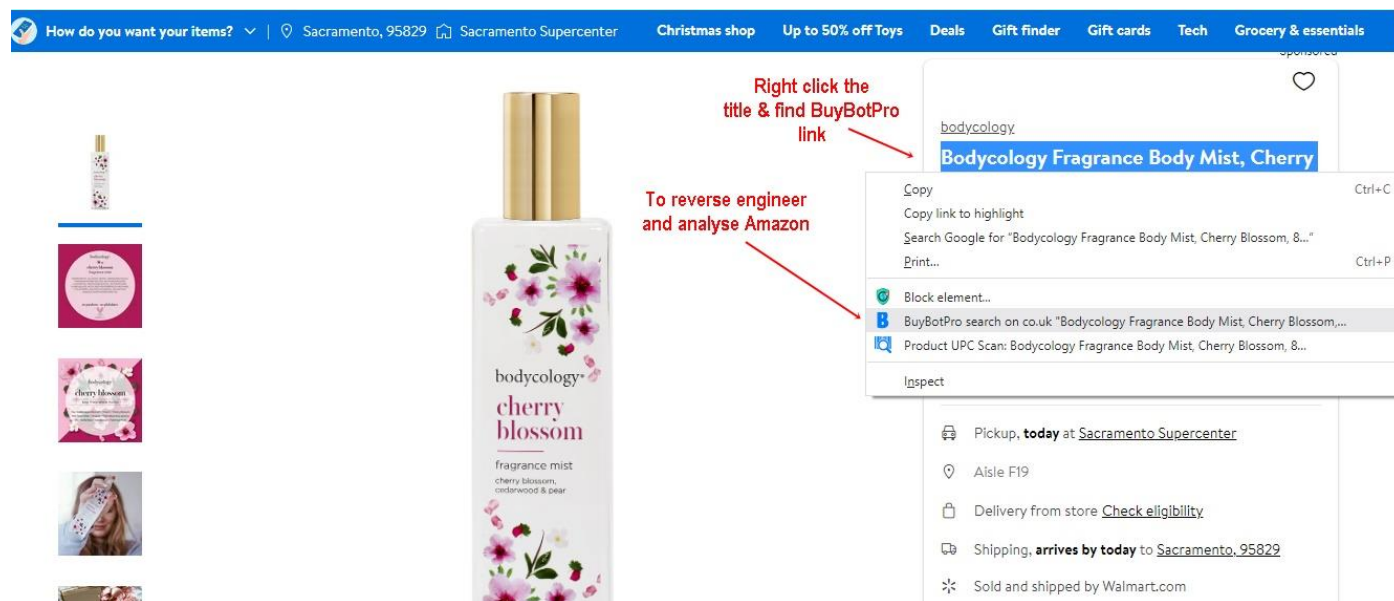 How do you want your items? Sacramento, 95829 Sacramento Supercenter Christmas shop Up to 50% off Toys Deals Gift finder Gift cards Tech Grocery & essentials
Sponsored
Right click the
title & find BuyBotPro
link
bodycology
Bodycology Fragrance Body Mist, Cherry
To reverse engineer
and analyse Amazon
Copy Ctrl+C
Copy link to highlight
Search Google for "Bodycology Fragrance Body Mist, Cherry Blossom, 8..."
Print... Ctrl+P
Block element...
BuyBotPro search on co.uk "Bodycology Fragrance Body Mist, Cherry Blossom,...
Product UPC Scan: Bodycology Fragrance Body Mist, Cherry Blossom, 8...
Inspect
bodycology
cherry
blossom
fragrance mist
cherry blossom,
cedarwood & pear
bodycology
cherry blossom
Pickup, today at Sacramento Supercenter
Aisle F19
Delivery from store Check eligibility
Shipping, arrives by today to Sacramento, 95829
Sold and shipped by Walmart.com